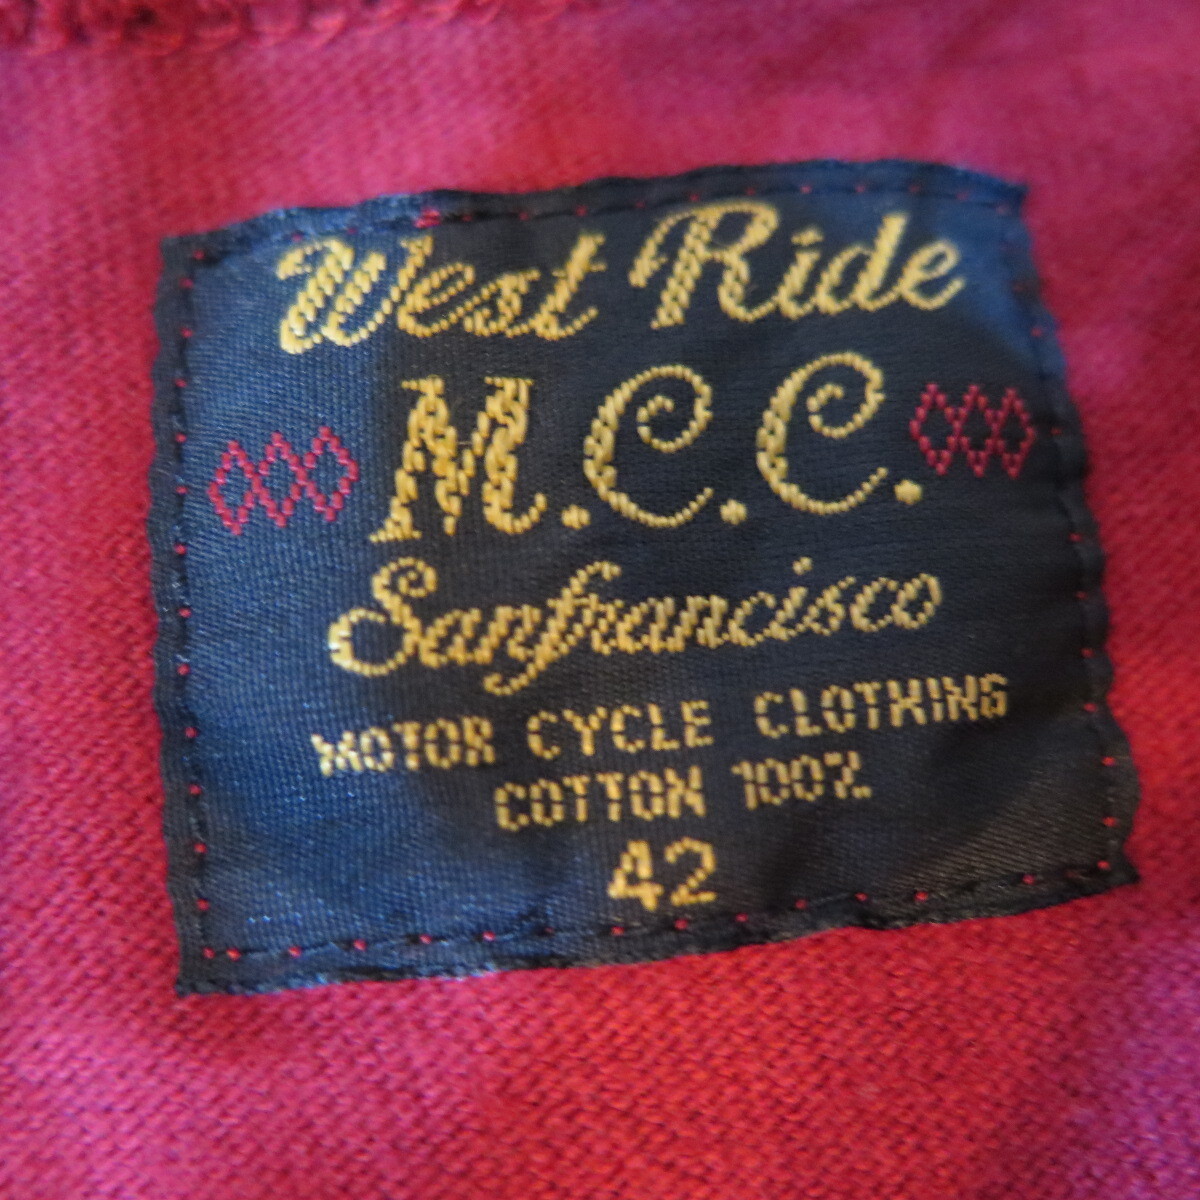 West Ride
M.C.C.
Sanfrancisco
MOTOR CYCLE CLOTHING
COTTON 100%
42